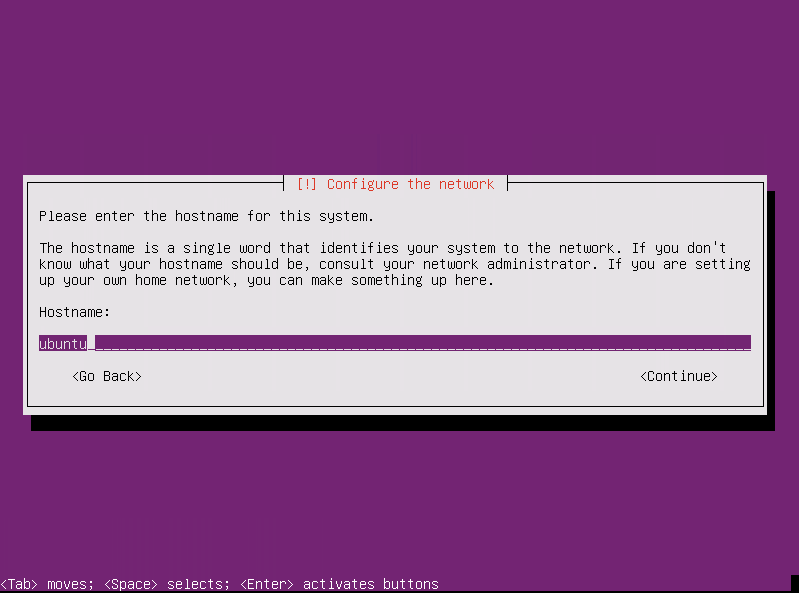 [!] Configure the network
Please enter the hostname for this system.
The hostname is a single word that identifies your system to the network. If you don't
know what your hostname should be, consult your network administrator. If you are setting
up your own home network, you can make something up here.
Hostname:
ubuntu
<Go Back> <Continue>
<Tab> moves; <Space> selects; <Enter> activates buttons